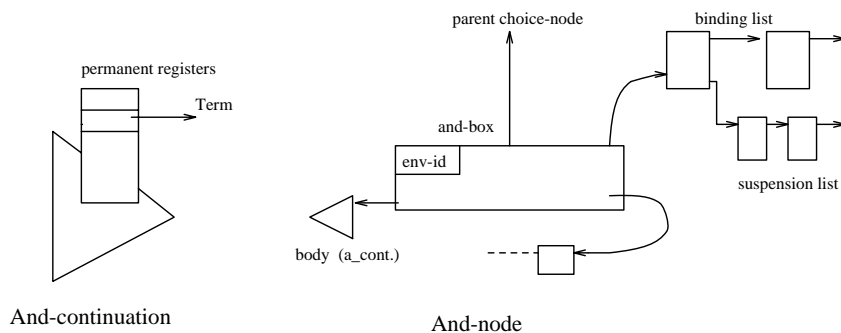 parent choice-node
binding list
permanent registers
Term
and-box
env-id
suspension list
body (a_cont.)
And-continuation
And-node